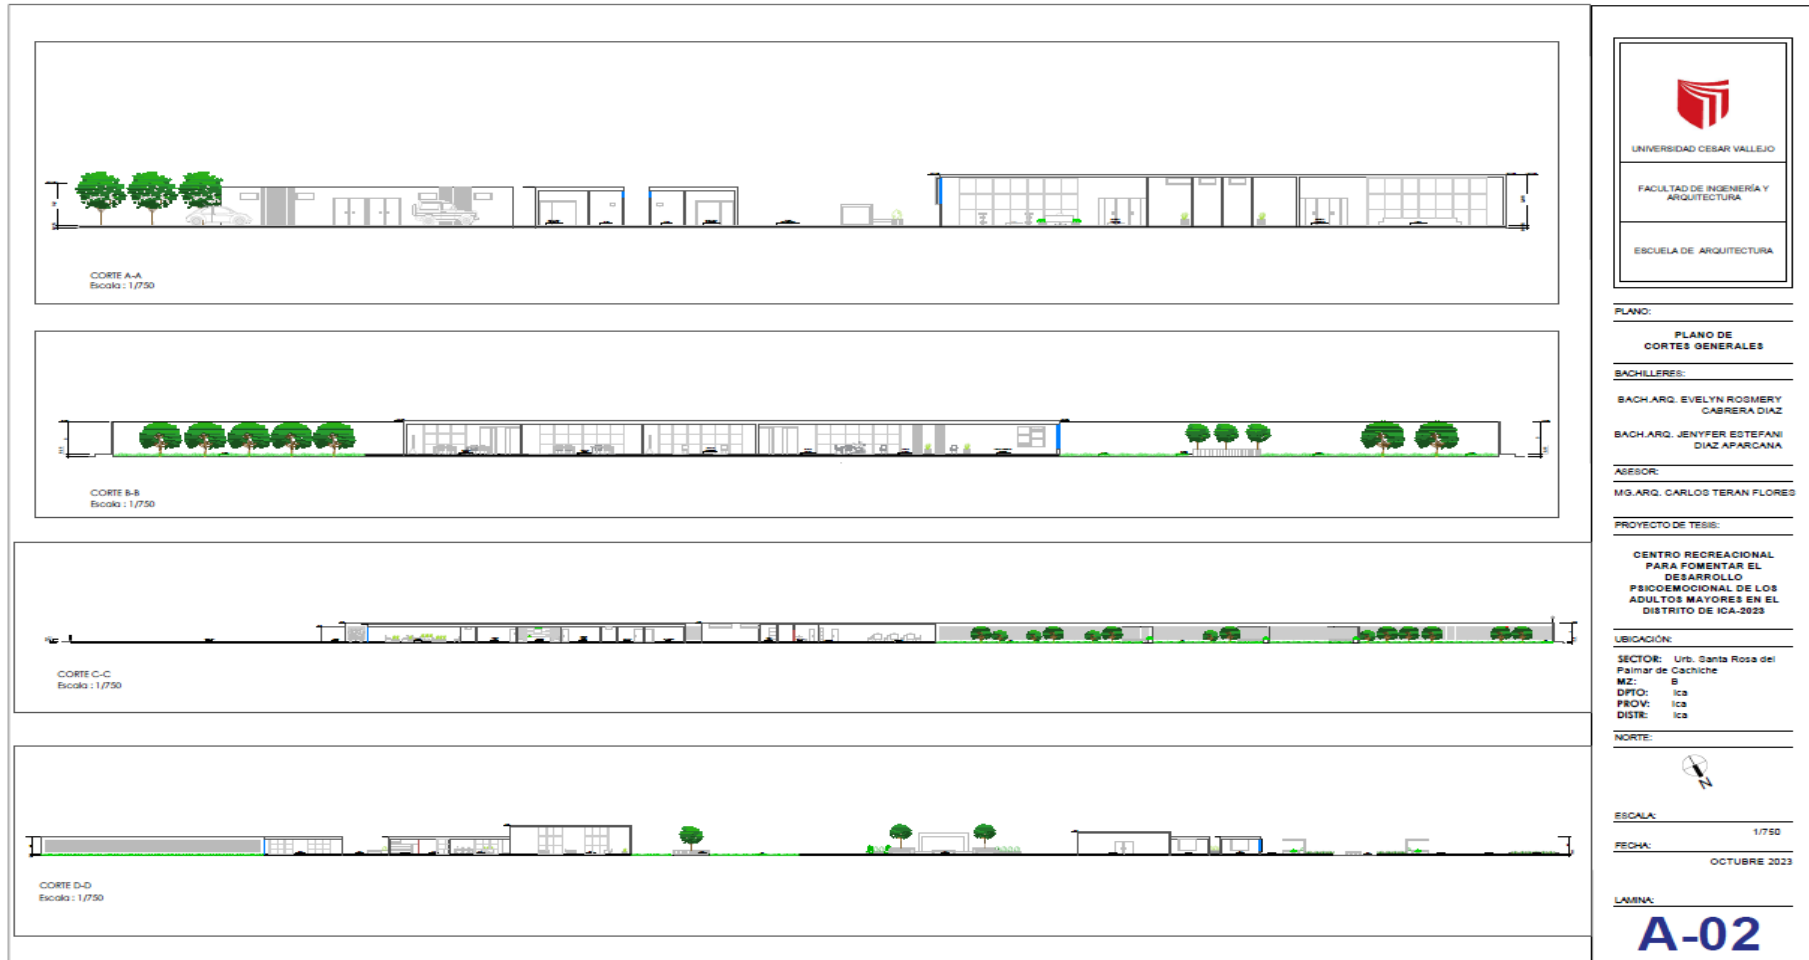 CORTE A-A
Escala : 1/750
CORTE B-B
Escala : 1/750
CORTE C-C
Escala : 1/750
CORTE D-D
Escala : 1/750
UNIVERSIDAD CESAR VALLEJO
FACULTAD DE INGENIERÍA Y
ARQUITECTURA
ESCUELA DE ARQUITECTURA
PLANO:
PLANO DE
CORTES GENERALES
BACHILLERES:
BACH.ARQ. EVELYN ROSMERY
CABRERA DIAZ
BACH.ARQ. JENYFER ESTEFANI
DIAZ APARCANA
ASESOR:
MG.ARQ. CARLOS TERAN FLORES
PROYECTO DE TESIS:
CENTRO RECREACIONAL
PARA FOMENTAR EL
DESARROLLO
PSICOEMOCIONAL DE LOS
ADULTOS MAYORES EN EL
DISTRITO DE ICA-2023
UBICACIÓN:
SECTOR: Urb. Santa Rosa del
Palmar de Cachiche
MZ: B
DPTO: Ica
PROV: Ica
DISTR: Ica
NORTE:
N
ESCALA:
1/750
FECHA:
OCTUBRE 2023
LAMINA:
A-02